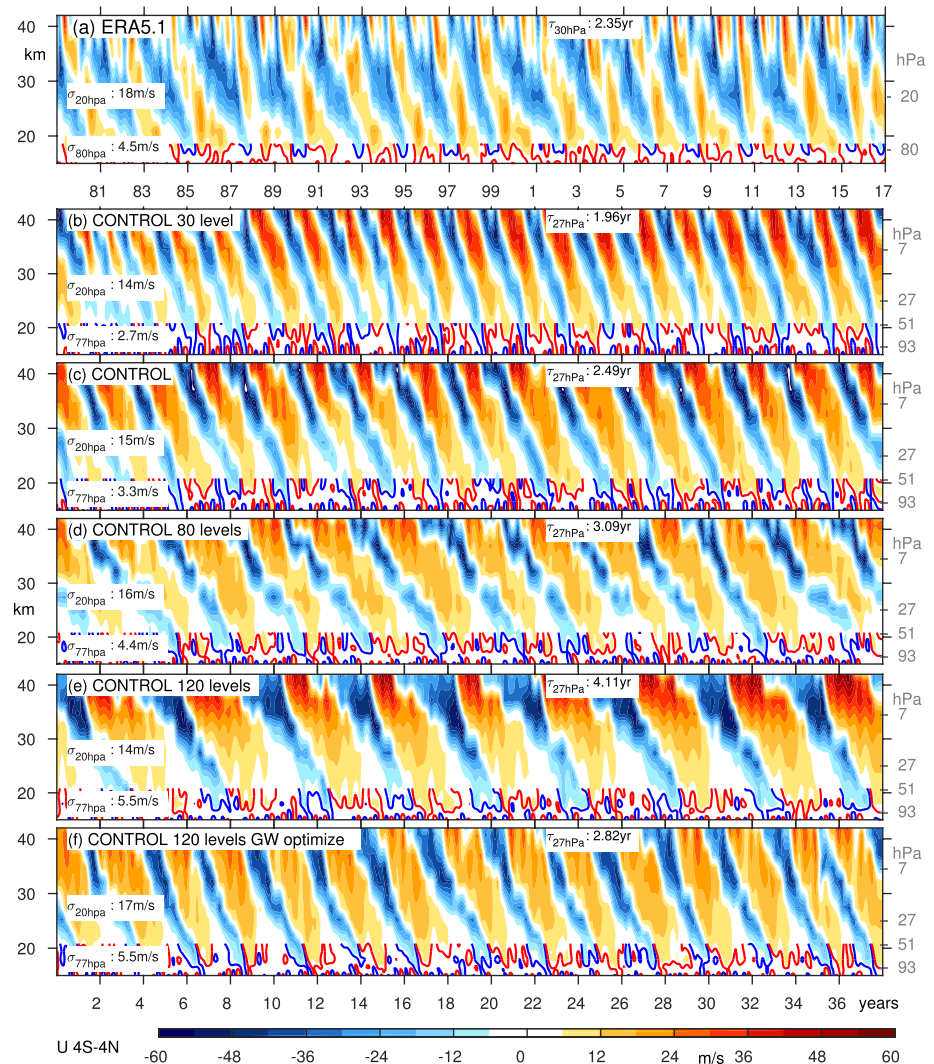 (a) ERA5.1
τ30hPa : 2.35yr
km
40
hPa
30
σ20hpa : 18m/s
20
20
σ80hpa : 4.5m/s
80
81 83 85 87 89 91 93 95 97 99 1 3 5 7 9 11 13 15 17
(b) CONTROL 30 level
τ27hPa : 1.96yr
40
hPa
7
30
σ20hpa : 14m/s
27
20
51
σ77hpa : 2.7m/s
93
(c) CONTROL
τ27hPa : 2.49yr
40
hPa
7
30
σ20hpa : 15m/s
27
20
51
σ77hpa : 3.3m/s
93
(d) CONTROL 80 levels
τ27hPa : 3.09yr
40
hPa
7
30
σ20hpa : 16m/s
km
27
20
51
σ77hpa : 4.4m/s
93
(e) CONTROL 120 levels
τ27hPa : 4.11yr
40
hPa
7
30
σ20hpa : 14m/s
27
20
51
σ77hpa : 5.5m/s
93
(f) CONTROL 120 levels GW optimize
τ27hPa : 2.82yr
40
hPa
7
30
σ20hpa : 17m/s
27
20
51
σ77hpa : 5.5m/s
93
2 4 6 8 10 12 14 16 18 20 22 24 26 28 30 32 34 36 years
U 4S-4N
-60 -48 -36 -24 -12 0 12 24 m/s 36 48 60